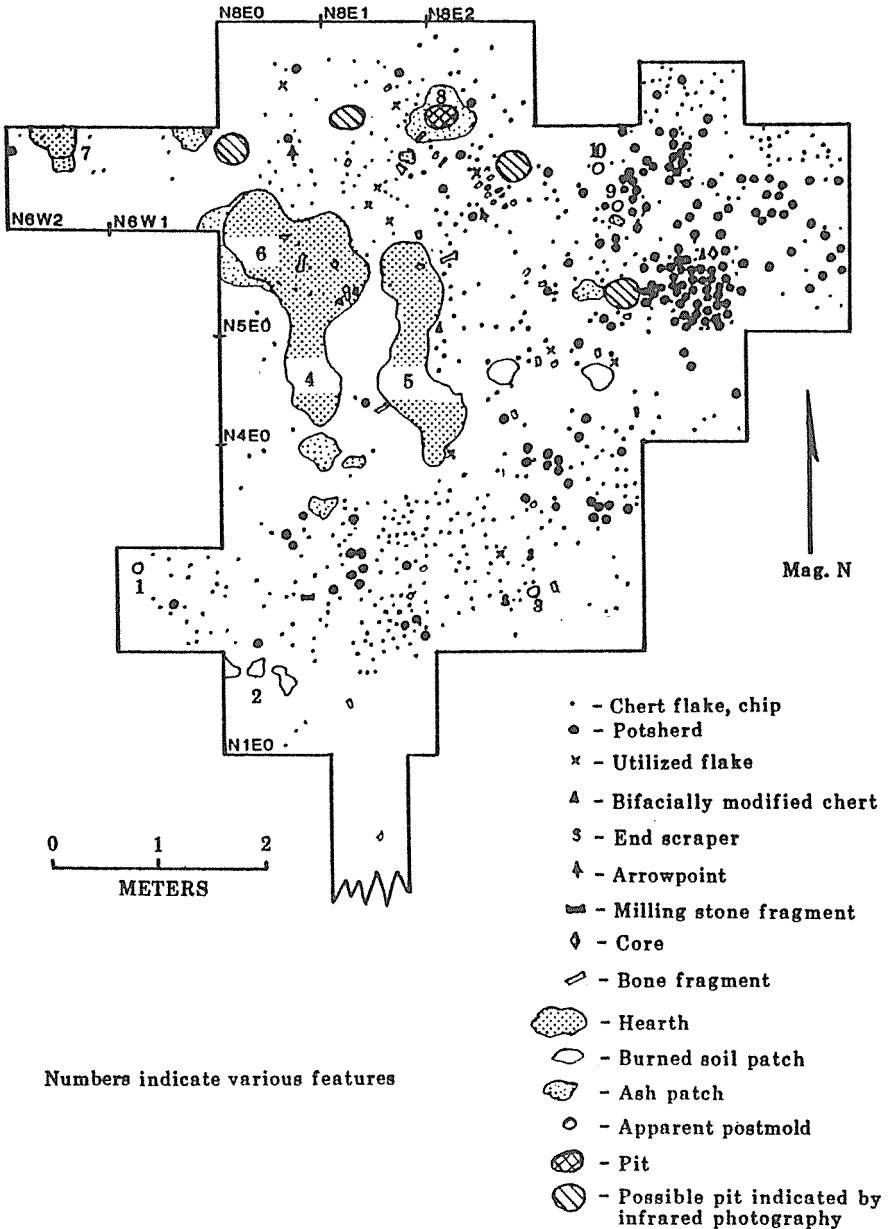 N8E0 N8E1 N8E2
8
7
10
9
N6W2 N6W1
6
N5E0
4 5
N4E0
1
3
2
N1E0
Mag. N
0 1 2
METERS
Numbers indicate various features
- Chert flake, chip
- Potsherd
- Utilized flake
- Bifacially modified chert
- End scraper
- Arrowpoint
- Milling stone fragment
- Core
- Bone fragment
- Hearth
- Burned soil patch
- Ash patch
- Apparent postmold
- Pit
- Possible pit indicated by
infrared photography